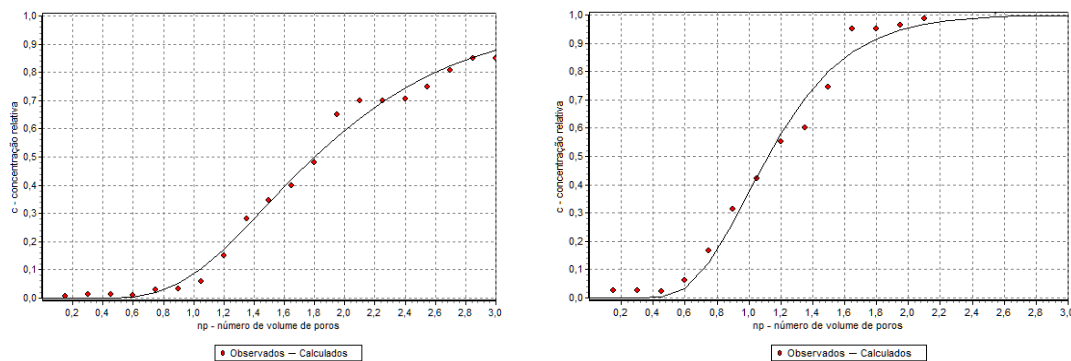 1,0
0,9
0,8
0,7
0,6
0,5
0,4
0,3
0,2
0,1
0,0
c - concentração relativa
0,2 0,4 0,6 0,8 1,0 1,2 1,4 1,6 1,8 2,0 2,2 2,4 2,6 2,8 3,0
np - número de volume de poros
Observados — Calculados
1,0
0,9
0,8
0,7
0,6
0,5
0,4
0,3
0,2
0,1
0,0
c - concentração relativa
0,2 0,4 0,6 0,8 1,0 1,2 1,4 1,6 1,8 2,0 2,2 2,4 2,6 2,8 3,0
np - número de volume de poros
Observados — Calculados